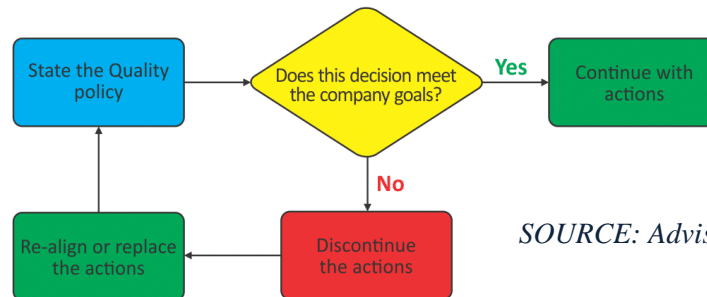 State the Quality
policy
Does this decision meet
the company goals?
Yes
Continue with
actions
No
Re-align or replace
the actions
Discontinue
the actions
SOURCE: